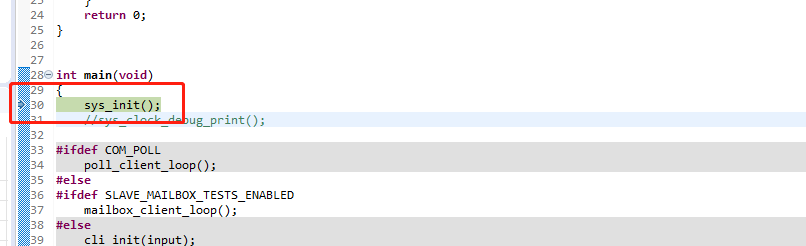 23 }
24 return 0;
25 }
26
27
28 int main(void)
29 {
30 sys_init();
31 //sys_clock_debug_print();
32
33 #ifdef COM_POLL
34 poll_client_loop();
35 #else
36 #ifdef SLAVE_MAILBOX_TESTS_ENABLED
37 mailbox_client_loop();
38 #else
39 cli_init(input);